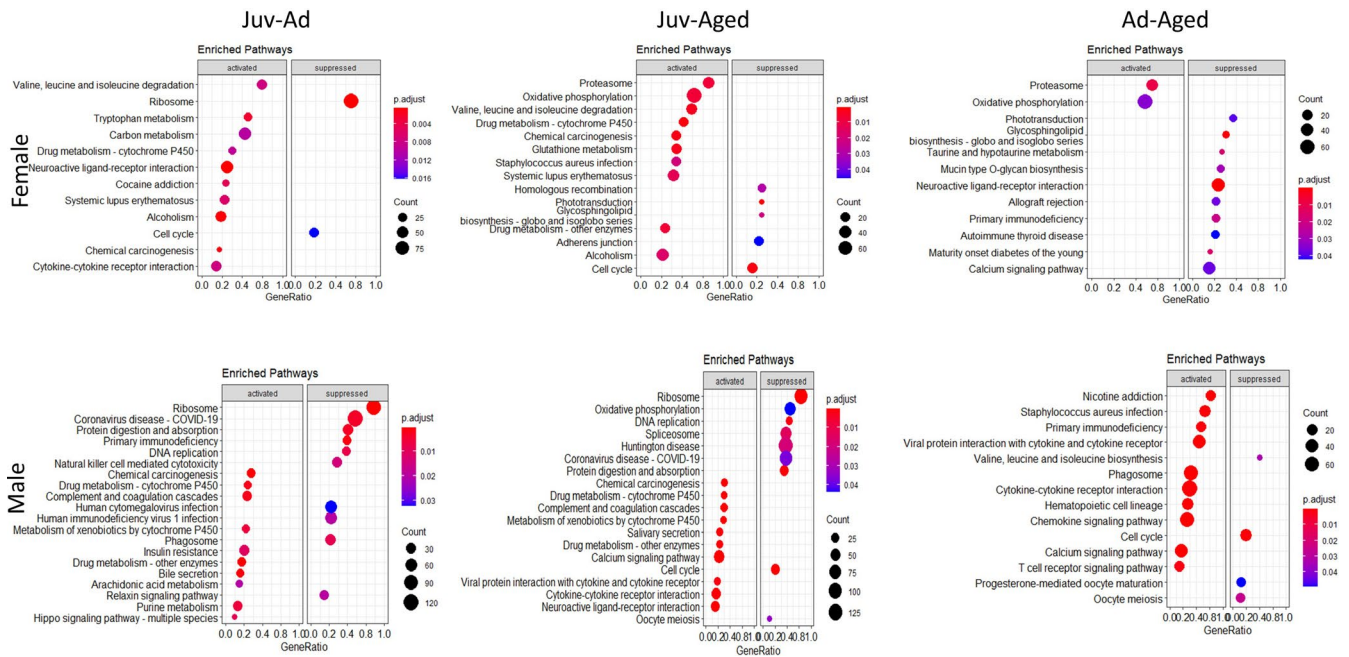 Juv-Ad
Juv-Aged
Ad-Aged
Female
Enriched Pathways
activated
suppressed
Valine, leucine and isoleucine degradation
Ribosome
Tryptophan metabolism
Carbon metabolism
Drug metabolism - cytochrome P450
Neuroactive ligand-receptor interaction
Cocaine addiction
Systemic lupus erythematosus
Alcoholism
Cell cycle
Chemical carcinogenesis
Cytokine-cytokine receptor interaction
0.0 0.2 0.4 0.6 0.8 1.0
0.0 0.2 0.4 0.6 0.8 1.0
GeneRatio
p.adjust
0.004
0.008
0.012
0.016
Count
25
50
75
Enriched Pathways
activated
suppressed
Proteasome
Oxidative phosphorylation
Valine, leucine and isoleucine degradation
Drug metabolism - cytochrome P450
Chemical carcinogenesis
Glutathione metabolism
Staphylococcus aureus infection
Systemic lupus erythematosus
Homologous recombination
Phototransduction
Glycosphingolipid
biosynthesis - globo and isoglobo series
Drug metabolism - other enzymes
Adherens junction
Alcoholism
Cell cycle
0.0 0.2 0.4 0.6 0.8 1.0
0.0 0.2 0.4 0.6 0.8 1.0
GeneRatio
p.adjust
0.01
0.02
0.03
0.04
Count
20
40
60
Enriched Pathways
activated
suppressed
Proteasome
Oxidative phosphorylation
Phototransduction
Glycosphingolipid
biosynthesis - globo and isoglobo series
Taurine and hypotaurine metabolism
Mucin type O-glycan biosynthesis
Neuroactive ligand-receptor interaction
Allograft rejection
Primary immunodeficiency
Autoimmune thyroid disease
Maturity onset diabetes of the young
Calcium signaling pathway
0.0 0.2 0.4 0.6 0.8 1.0
0.0 0.2 0.4 0.6 0.8 1.0
GeneRatio
Count
20
40
60
p.adjust
0.01
0.02
0.03
0.04
Male
Enriched Pathways
activated
suppressed
Ribosome
Coronavirus disease - COVID-19
Protein digestion and absorption
Primary immunodeficiency
DNA replication
Natural killer cell mediated cytotoxicity
Chemical carcinogenesis
Drug metabolism - cytochrome P450
Complement and coagulation cascades
Human cytomegalovirus infection
Human immunodeficiency virus 1 infection
Metabolism of xenobiotics by cytochrome P450
Phagosome
Insulin resistance
Drug metabolism - other enzymes
Bile secretion
Arachidonic acid metabolism
Relaxin signaling pathway
Purine metabolism
Hippo signaling pathway - multiple species
0.0 0.2 0.4 0.6 0.8 1.0
0.0 0.2 0.4 0.6 0.8 1.0
GeneRatio
p.adjust
0.01
0.02
0.03
Count
30
60
90
120
Enriched Pathways
activated
suppressed
Ribosome
Oxidative phosphorylation
DNA replication
Spliceosome
Huntington disease
Coronavirus disease - COVID-19
Protein digestion and absorption
Chemical carcinogenesis
Drug metabolism - cytochrome P450
Complement and coagulation cascades
Metabolism of xenobiotics by cytochrome P450
Salivary secretion
Drug metabolism - other enzymes
Calcium signaling pathway
Cell cycle
Viral protein interaction with cytokine and cytokine receptor
Cytokine-cytokine receptor interaction
Neuroactive ligand-receptor interaction
Oocyte meiosis
0.00.20.40.60.81.0
0.00.20.40.60.81.0
GeneRatio
p.adjust
0.01
0.02
0.03
0.04
Count
25
50
75
100
125
Enriched Pathways
activated
suppressed
Nicotine addiction
Staphylococcus aureus infection
Primary immunodeficiency
Viral protein interaction with cytokine and cytokine receptor
Valine, leucine and isoleucine biosynthesis
Phagosome
Cytokine-cytokine receptor interaction
Hematopoietic cell lineage
Chemokine signaling pathway
Cell cycle
Calcium signaling pathway
T cell receptor signaling pathway
Progesterone-mediated oocyte maturation
Oocyte meiosis
0.00.20.40.60.81.0
0.00.20.40.60.81.0
GeneRatio
Count
20
40
60
p.adjust
0.01
0.02
0.03
0.04
0.05